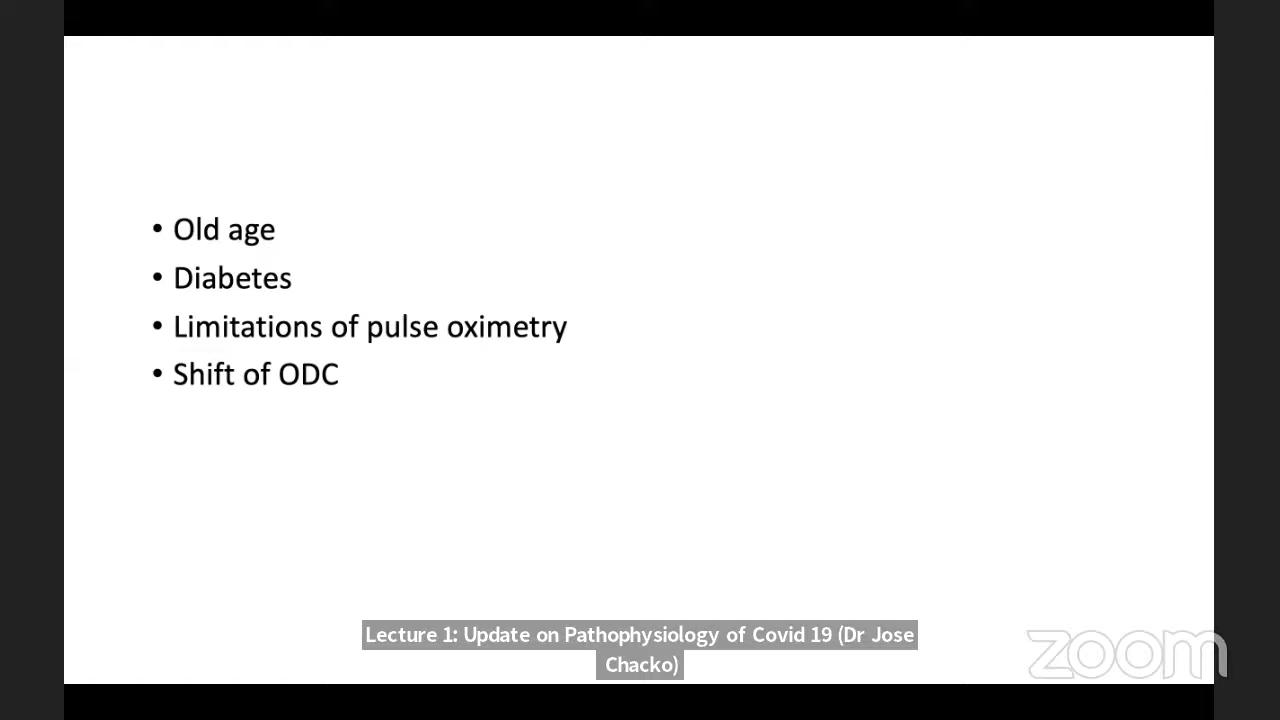 • Old age
• Diabetes
• Limitations of pulse oximetry
• Shift of ODC
Lecture 1: Update on Pathophysiology of Covid 19 (Dr Jose
Chacko)
zoom